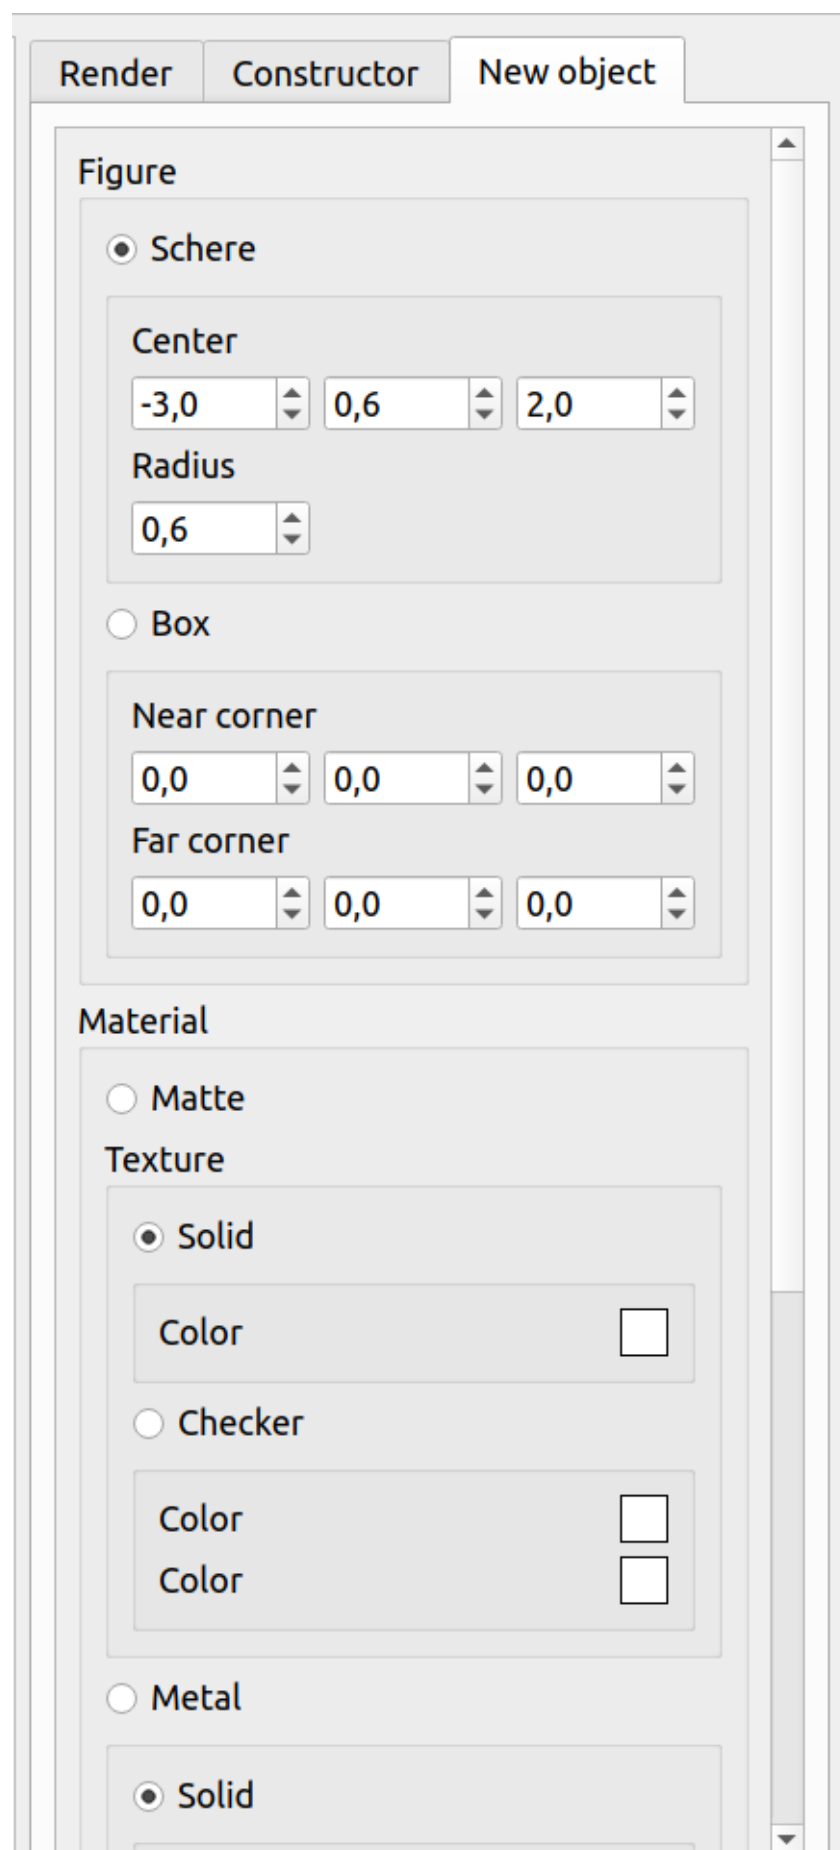 Render Constructor New object
Figure
Schere
Center
-3,0 0,6 2,0
Radius
0,6
Box
Near corner
0,0 0,0 0,0
Far corner
0,0 0,0 0,0
Material
Matte
Texture
Solid
Color
Checker
Color
Color
Metal
Solid